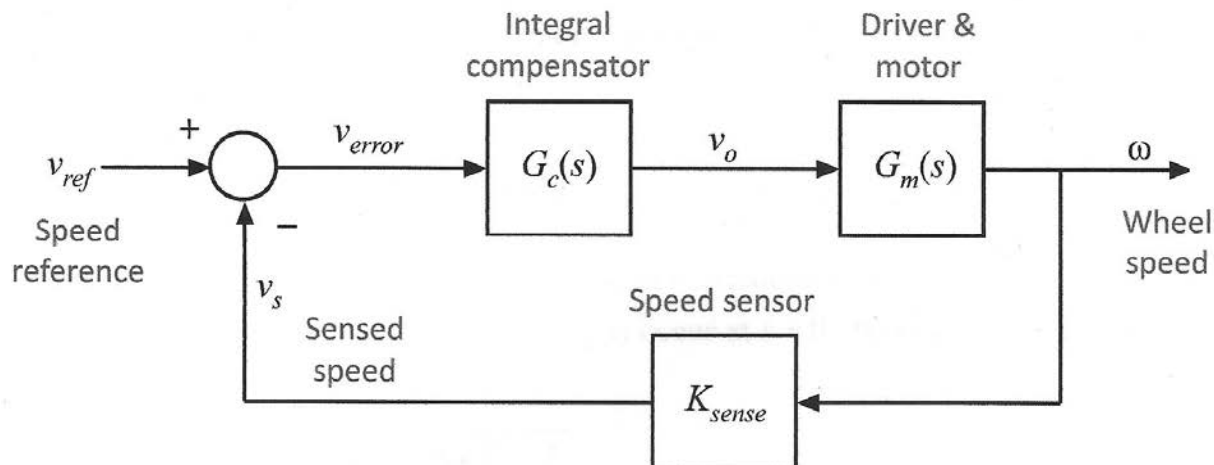 Integral
compensator
Driver &
motor
+
v_ref
v_error
G_c(s)
v_o
G_m(s)
ω
−
Speed
reference
v_s
Wheel
speed
Speed sensor
Sensed
speed
K_sense